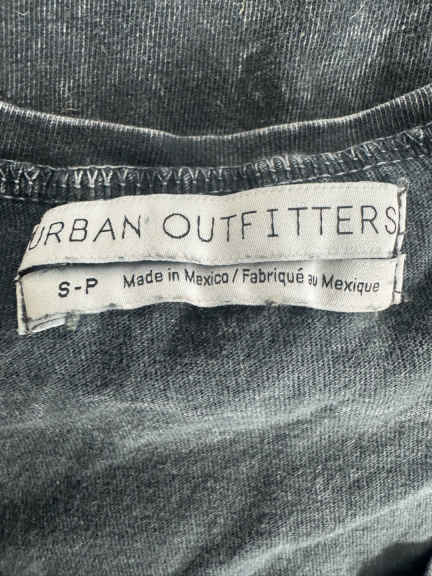 URBAN OUTFITTERS
S-P Made in Mexico / Fabriqué au Mexique